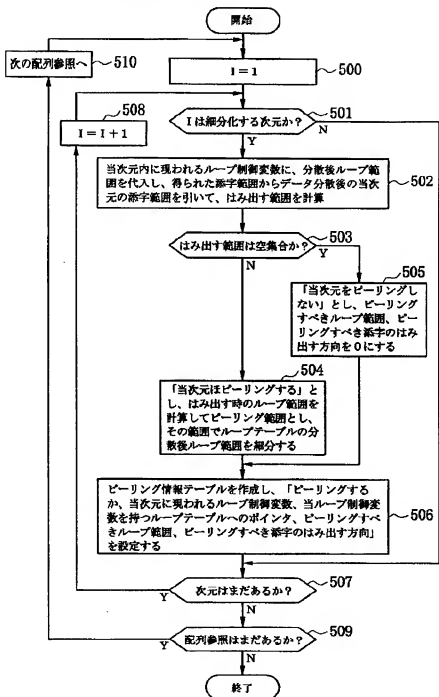 開始
次の配列参照へ
510
I=1
500
508
I=I+1
Iは細分化する次元か?
501
Y
N
当次元内に現われるループ制御変数に、分散後ループ範
囲を代入し、得られた添字範囲からデータ分散後の当次
元の添字範囲を引いて、はみ出す範囲を計算
502
はみ出す範囲は空集合か?
503
Y
N
505
「当次元をピーリングし
ない」とし、ピーリング
すべきループ範囲、ピー
リングすべき添字のはみ
出す方向を0にする
504
「当次元ほピーリングする」と
し、はみ出す時のループ範囲を
計算してピーリング範囲とし、
その範囲でループテーブルの分
散後ループ範囲を細分する
ピーリング情報テーブルを作成し、「ピーリングする
か、当次元に現われるループ制御変数、当ループ制御変
数を持つループテーブルへのポインタ、ピーリングすべ
きループ範囲、ピーリングすべき添字のはみ出す方向」を
設定する
506
次元はまだあるか?
507
Y
N
配列参照はまだあるか?
509
Y
N
終了